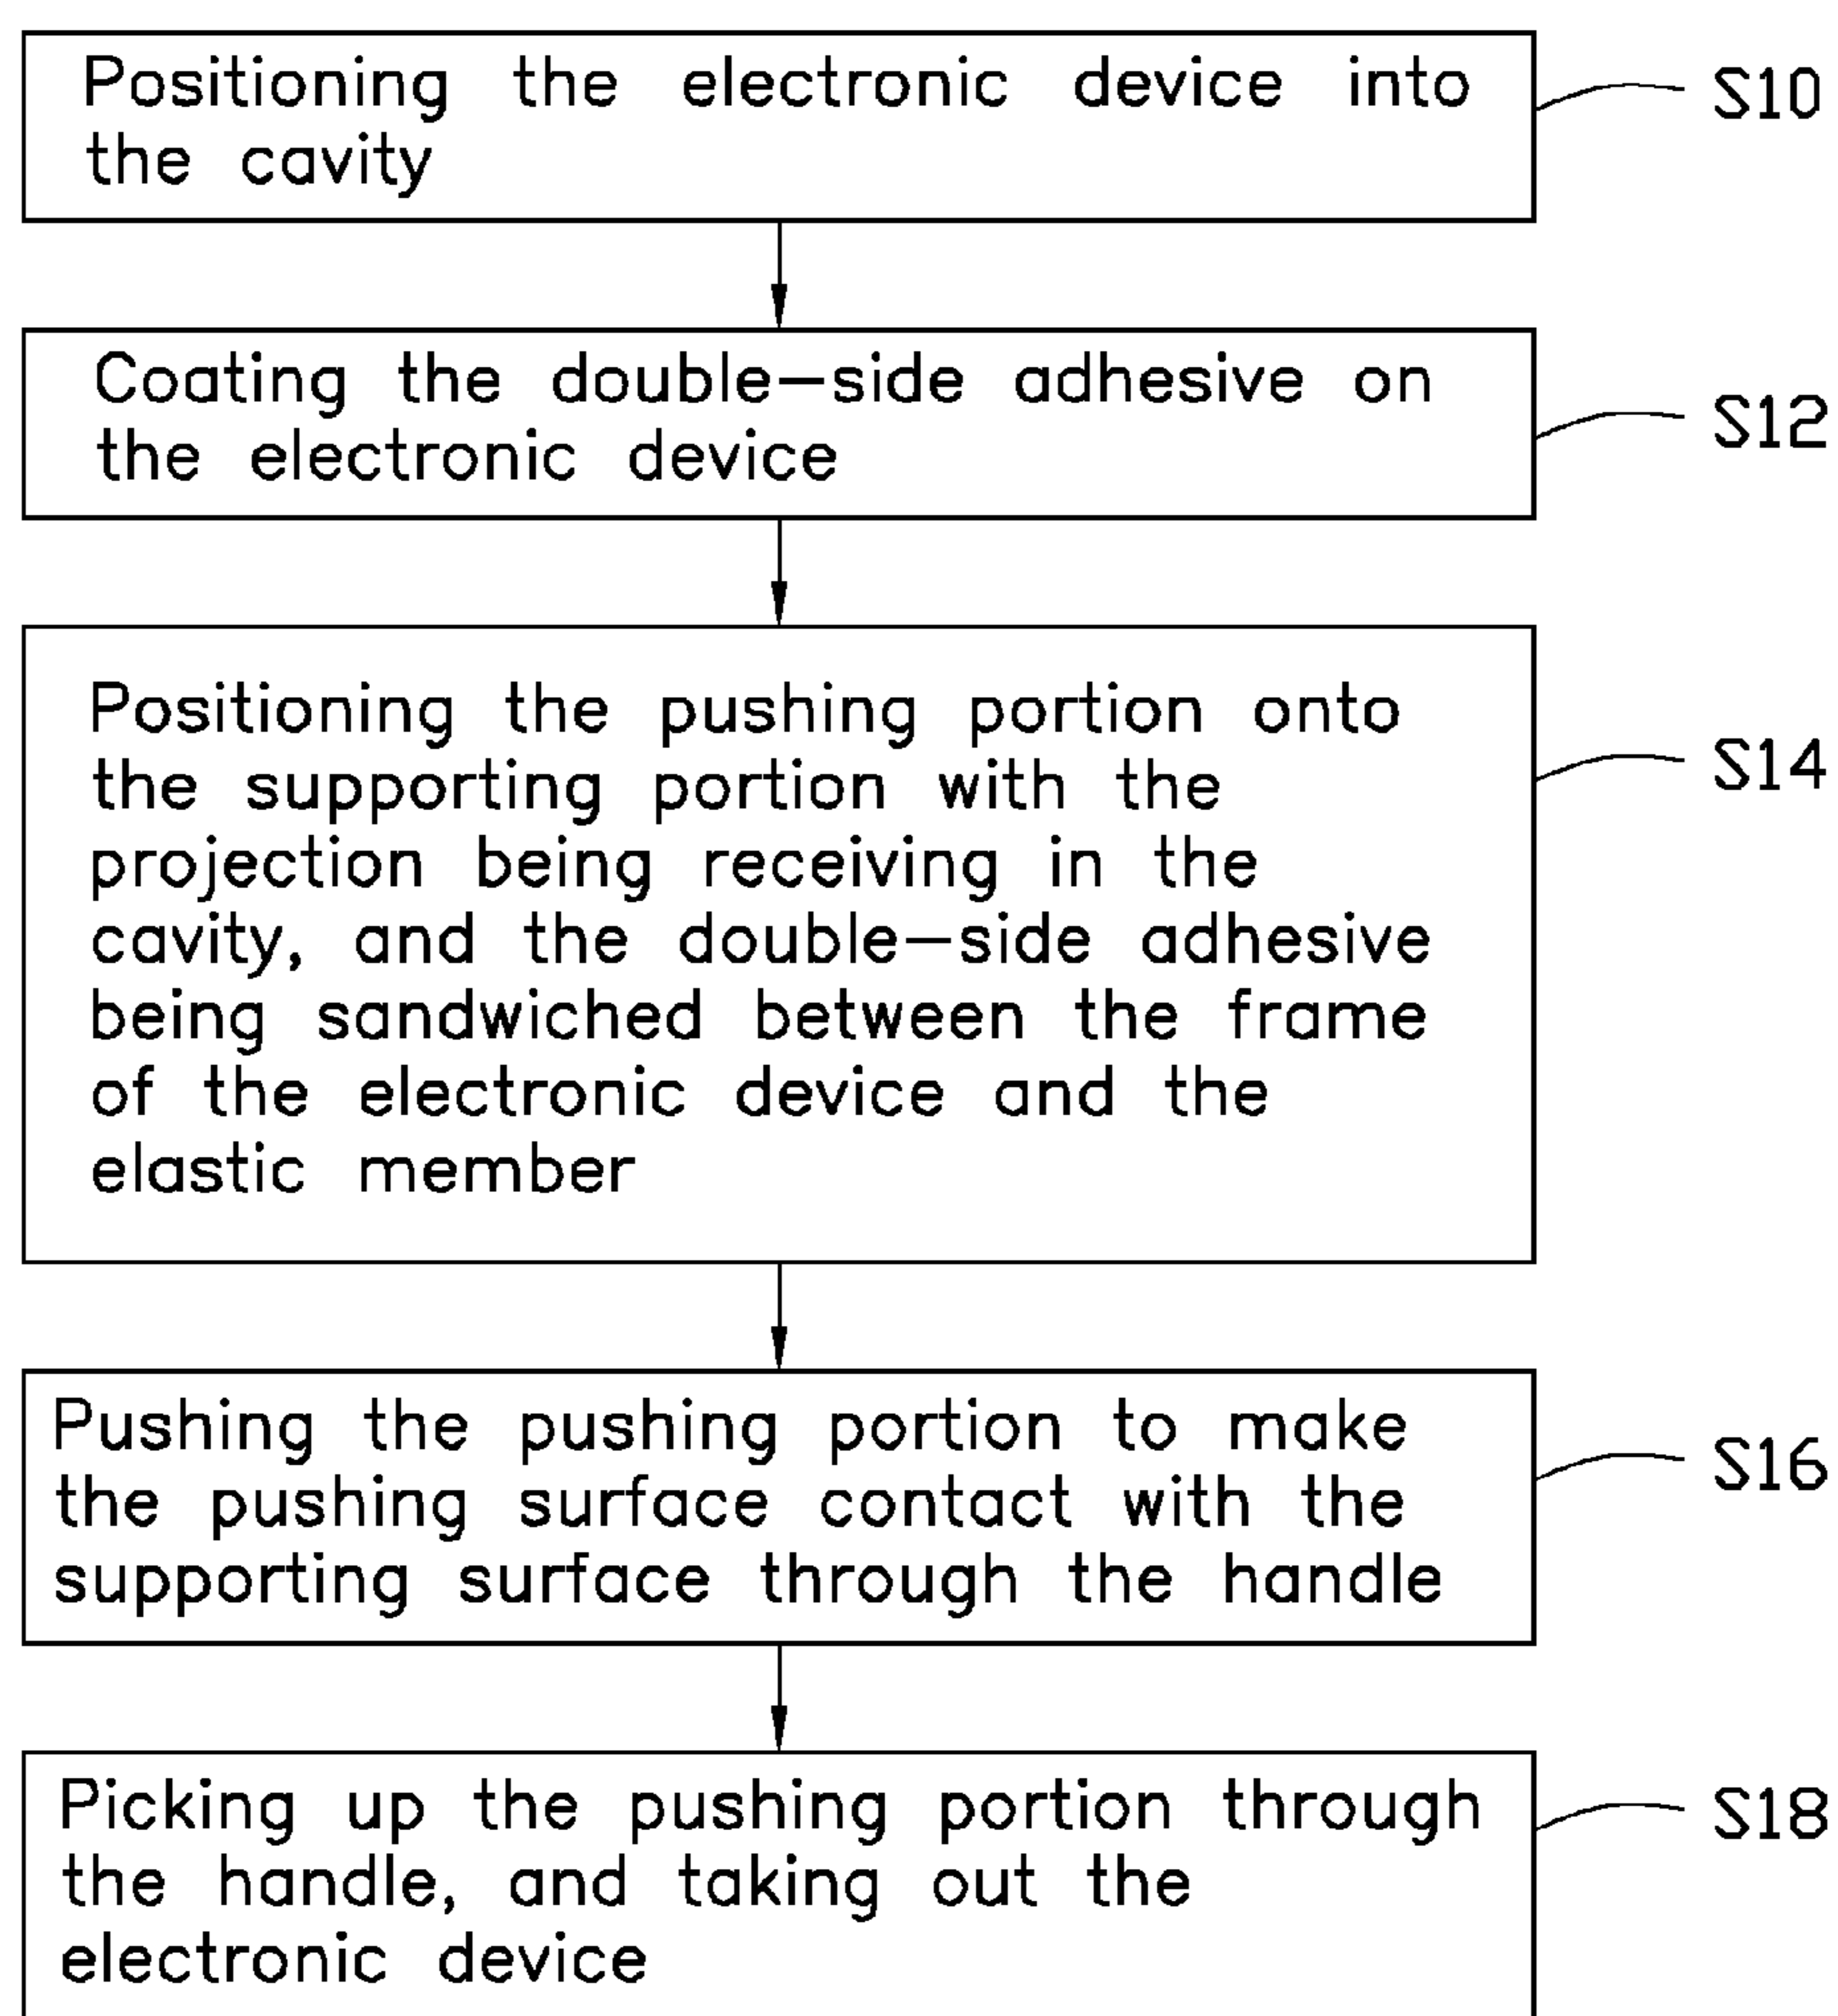 Positioning the electronic device into
the cavity
S10
Coating the double-side adhesive on
the electronic device
S12
Positioning the pushing portion onto
the supporting portion with the
projection being receiving in the
cavity, and the double-side adhesive
being sandwiched between the frame
of the electronic device and the
elastic member
S14
Pushing the pushing portion to make
the pushing surface contact with the
supporting surface through the handle
S16
Picking up the pushing portion through
the handle, and taking out the
electronic device
S18